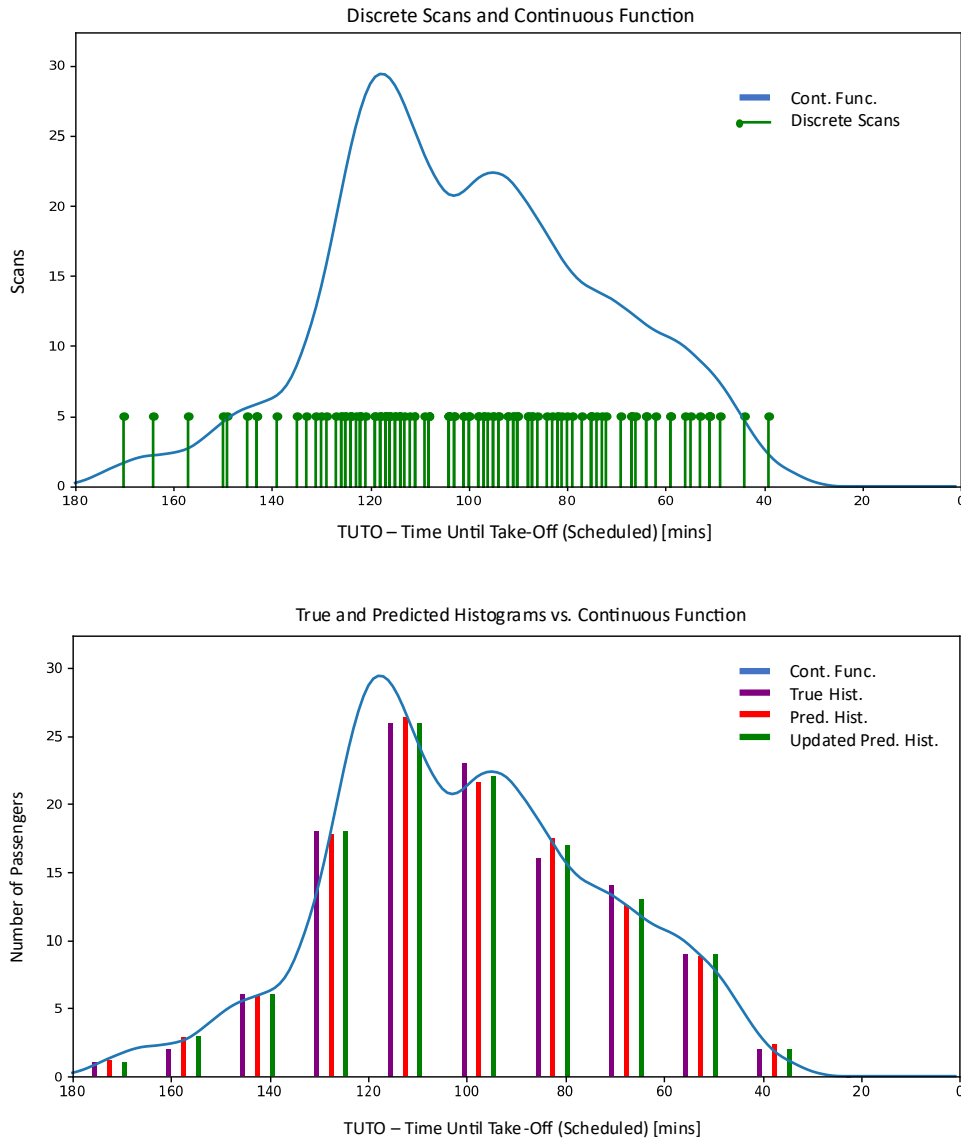 Discrete Scans and Continuous Function
30
25
20
15
10
5
0
Scans
Cont. Func.
Discrete Scans
180 160 140 120 100 80 60 40 20 0
TUTO – Time Until Take-Off (Scheduled) [mins]
True and Predicted Histograms vs. Continuous Function
30
25
20
15
10
5
0
Number of Passengers
Cont. Func.
True Hist.
Pred. Hist.
Updated Pred. Hist.
180 160 140 120 100 80 60 40 20 0
TUTO – Time Until Take-Off (Scheduled) [mins]